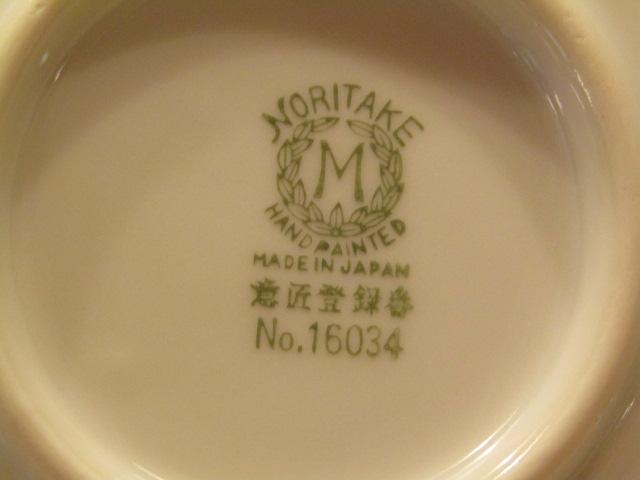 NORITAKE
M
HAND PAINTED
MADE IN JAPAN
意匠登録番
No.16034